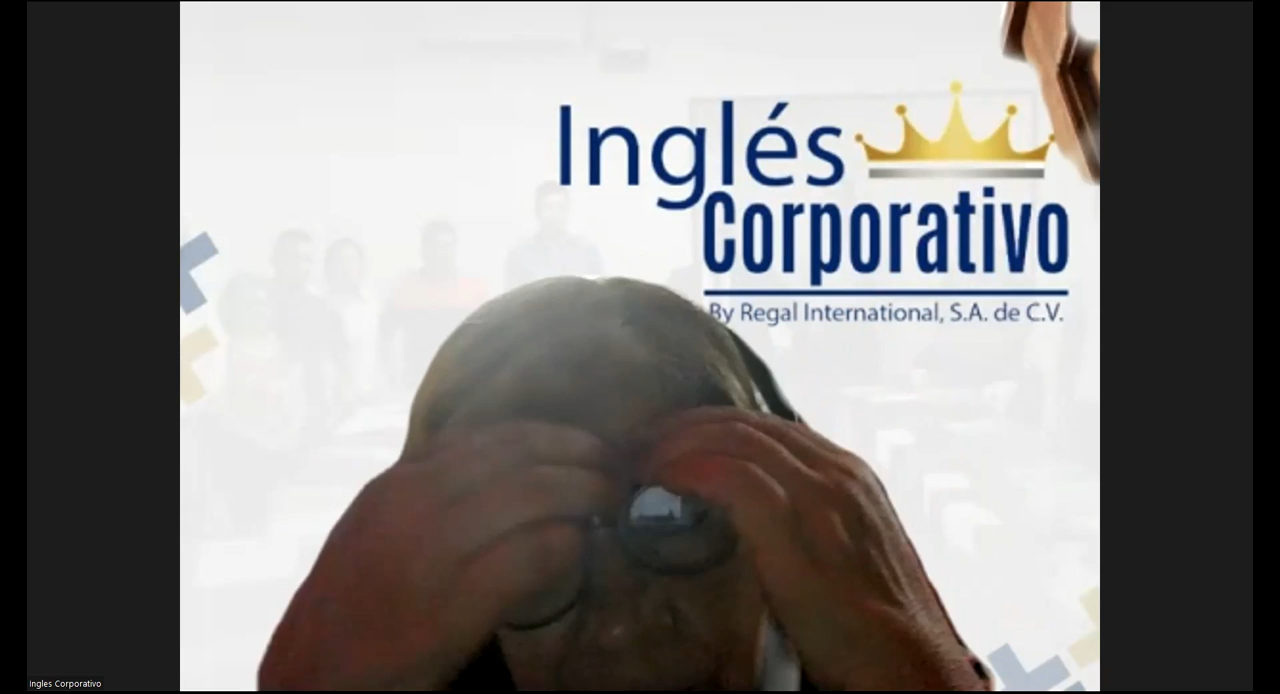 Inglés
Corporativo
By Regal International, S.A. de C.V.
Ingles Corporativo